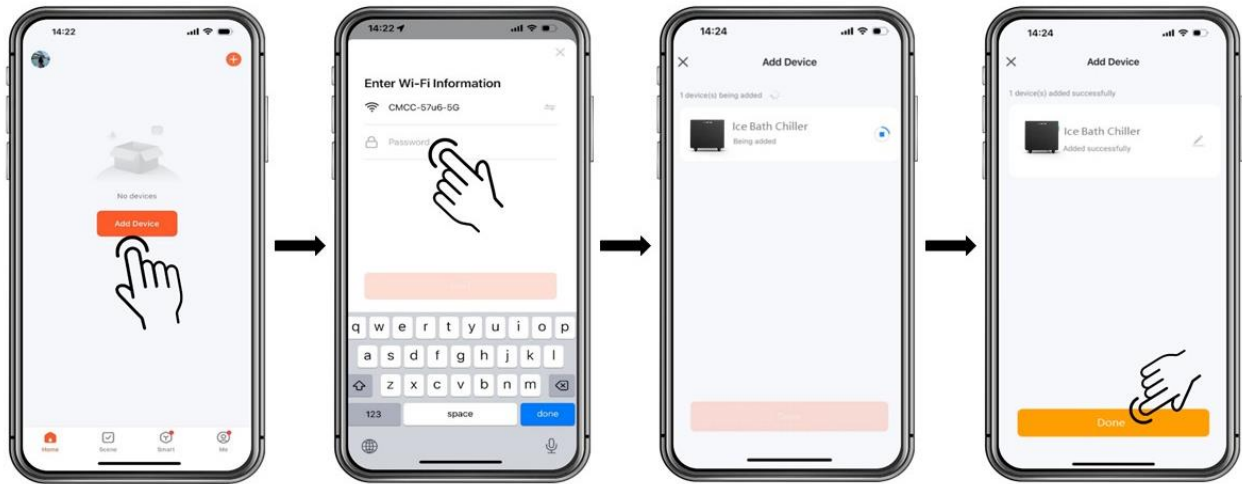 14:22
No devices
Add Device
Home
Scene
Smart
Me
14:22
Enter Wi-Fi Information
CMCC-57u6-5G
Password
q w e r t y u i o p
a s d f g h j k l
z x c v b n m
123
space
done
14:24
Add Device
1 device(s) being added
Ice Bath Chiller
Being added
Done
14:24
Add Device
1 device(s) added successfully
Ice Bath Chiller
Added successfully
Done